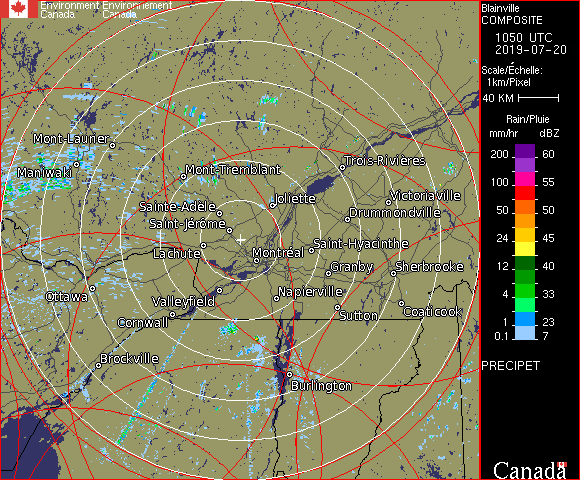 Environment Environnement
Canada Canada
Blainville
COMPOSITE
1050 UTC
2019-07-20
Scale/Échelle:
1km/Pixel
40 KM
Rain/Pluie
mm/hr dBZ
200 60
100 55
50 50
24 45
12 40
4 33
1 23
0.1 7
PRECIPET
Mont-Laurier
Maniwaki
Mont-Tremblant
Trois-Rivières
Sainte-Adèle
Joliette
Victoriaville
Saint-Jérôme
Drummondville
Lachute
Montréal
Saint-Hyacinthe
Granby
Sherbrooke
Ottawa
Valleyfield
Napierville
Cornwall
Sutton
Coaticook
Brockville
Burlington
Canada